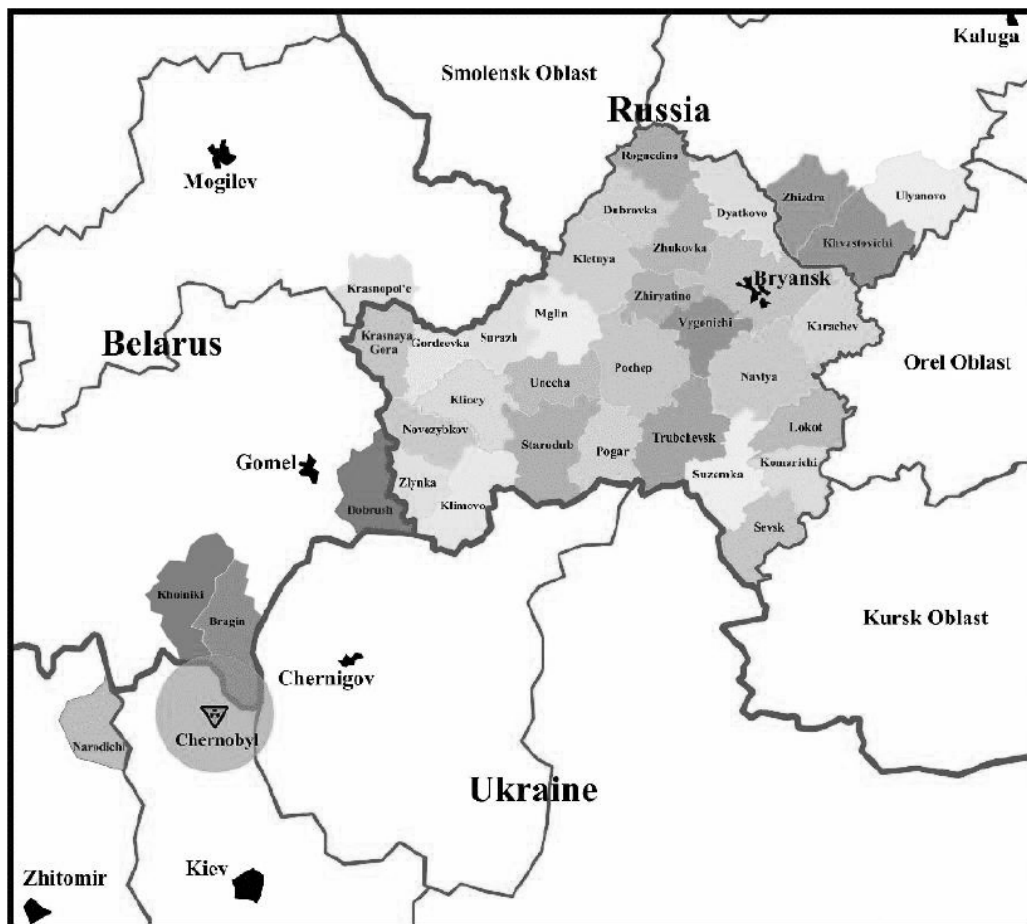 Kaluga
Smolensk Oblast
Russia
Mogilev
Rognedino
Zhizdra
Ulyanovo
Dubrovka
Dyatkovo
Zhukovka
Khvastovichi
Kletnya
Krasnopol'e
Bryansk
Zhiryatino
Mglin
Vygonichi
Karachev
Belarus
Krasnaya
Gora
Gordeevka
Surazh
Orel Oblast
Pochep
Navlya
Unecha
Klicey
Novozybkov
Lokot
Starodub
Trubchevsk
Pogar
Gomel
Komarichi
Suzemka
Zlynka
Klimovo
Dobrush
Sevsk
Khoiniki
Bragin
Kursk Oblast
Chernigov
Chernobyl
Narodichi
Ukraine
Kiev
Zhitomir